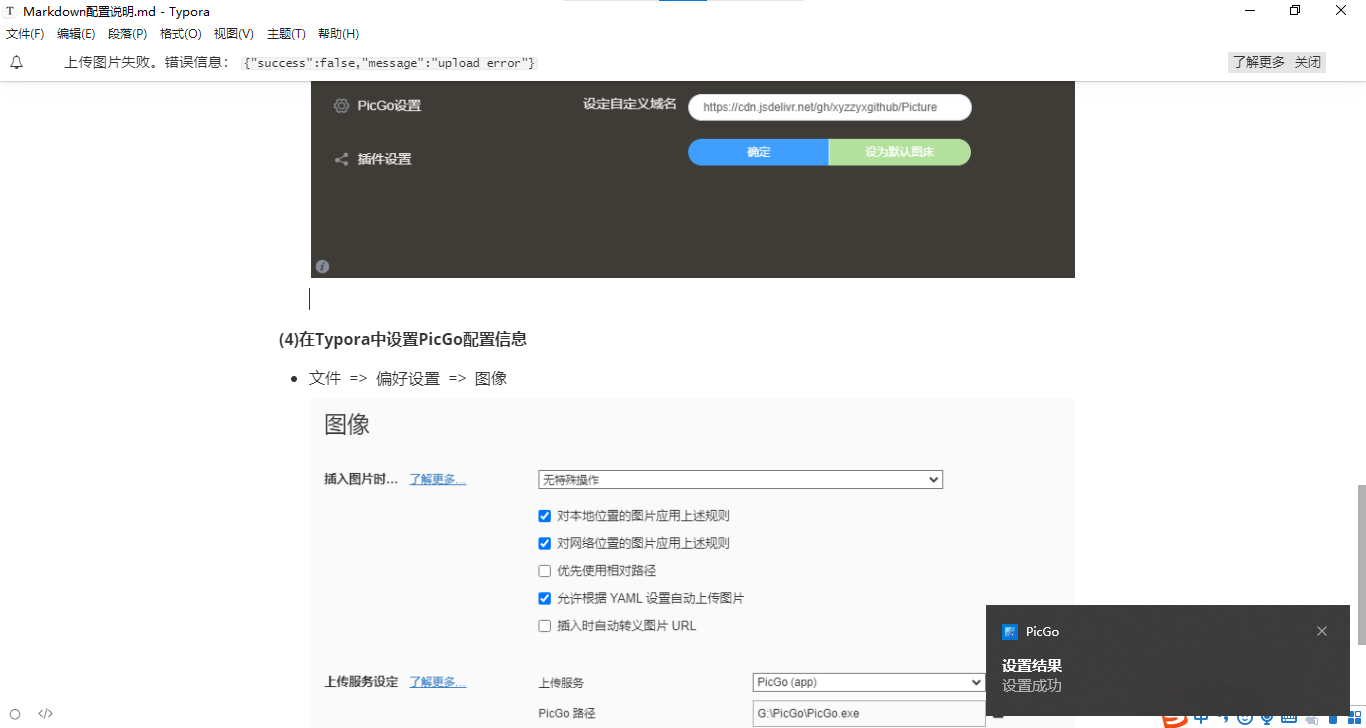 T Markdown配置说明.md - Typora
文件(F) 编辑(E) 段落(P) 格式(O) 视图(V) 主题(T) 帮助(H)
上传图片失败。错误信息： {"success":false,"message":"upload error"} 了解更多 关闭
PicGo设置 设定自定义域名 https://cdn.jsdelivr.net/gh/xyzzyxgithub/Picture
确定 设为默认图床
插件设置
(4)在Typora中设置PicGo配置信息
文件 => 偏好设置 => 图像
图像
插入图片时... 了解更多... 无特殊操作
对本地位置的图片应用上述规则
对网络位置的图片应用上述规则
优先使用相对路径
允许根据 YAML 设置自动上传图片
插入时自动转义图片 URL
上传服务设定 了解更多... 上传服务 PicGo (app)
PicGo 路径 G:\PicGo\PicGo.exe
PicGo
设置结果
设置成功
中